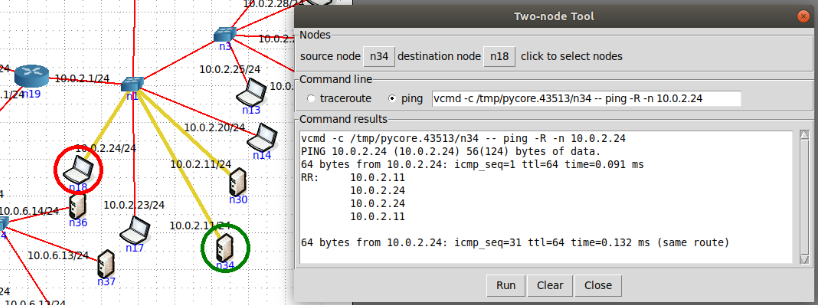 10.0.2.28/24
n3
10.0.2.
10.0.2.25/24
10.0.2.1/24
n19
n1
n13
10.0.
10.0.2.20/24
n14
10.0.2.24/24
n18
10.0.2.11/24
n30
n36
10.0.6.14/24
10.0.2.23/24
n17
10.0.2.11/24
n34
4
10.0.6.13/24
n37
24
10.0.6.12/24
Two-node Tool
Nodes
source node n34 destination node n18 click to select nodes
Command line
traceroute ping vcmd -c /tmp/pycore.43513/n34 -- ping -R -n 10.0.2.24
Command results
vcmd -c /tmp/pycore.43513/n34 -- ping -R -n 10.0.2.24
PING 10.0.2.24 (10.0.2.24) 56(124) bytes of data.
64 bytes from 10.0.2.24: icmp_seq=1 ttl=64 time=0.091 ms
RR: 10.0.2.11
10.0.2.24
10.0.2.24
10.0.2.11
64 bytes from 10.0.2.24: icmp_seq=31 ttl=64 time=0.132 ms (same route)
Run Clear Close